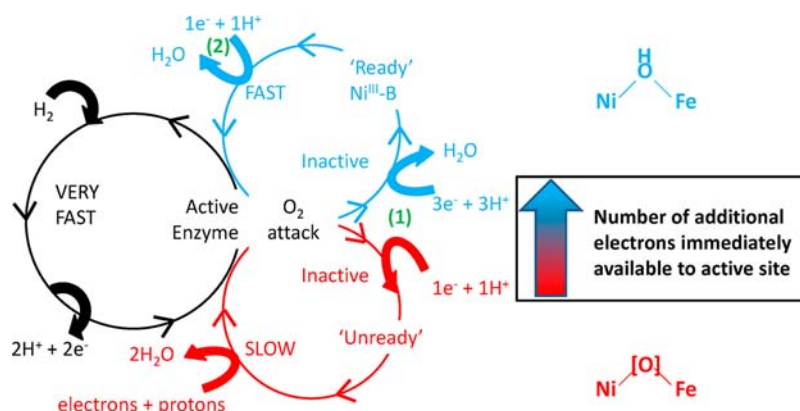 1e⁻ + 1H⁺
(2)
H₂O
FAST
'Ready'
Niᴵᴵᴵ-B
H
O
Ni
Fe
H₂
VERY
FAST
Active
Enzyme
O₂
attack
Inactive
H₂O
3e⁻ + 3H⁺
(1)
Inactive
1e⁻ + 1H⁺
Number of additional
electrons immediately
available to active site
2H⁺ + 2e⁻
2H₂O
SLOW
'Unready'
electrons + protons
[O]
Ni
Fe